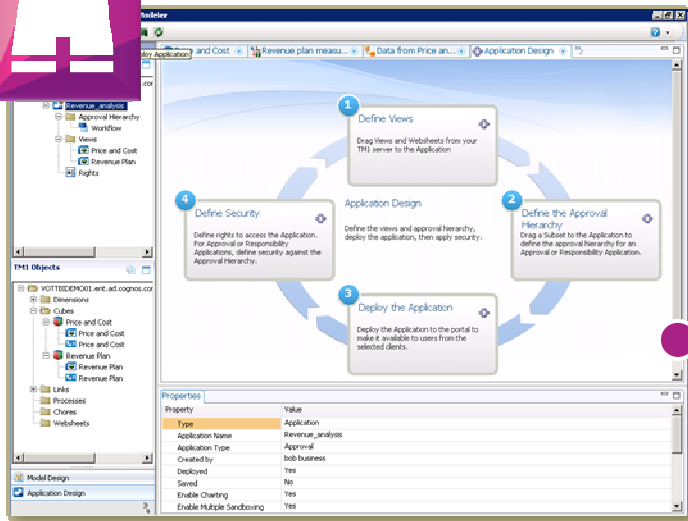 Modeler
and Cost
Revenue plan measu...
Data from Price an...
Application Design
loy Application
.cor
Revenue_analysis
Approval Hierarchy
Workflow
Views
Price and Cost
Revenue Plan
Rights
TM1 Objects
VOTTBIDEMO01.ent.ad.cognos.cor
Dimensions
Cubes
Price and Cost
Price and Cost
Price and Cost
Revenue Plan
Revenue Plan
Revenue Plan
Links
Processes
Chores
Websheets
Model Design
Application Design
1
Define Views
Drag Views and Websheets from your
TM1 server to the Application
2
Define the Approval
Hierarchy
Drag a Subset to the Application to
define the approval hierarchy for an
Approval or Responsibility Application.
3
Deploy the Application
Deploy the Application to the portal to
make it available to users from the
selected clients.
4
Define Security
Define rights to access the Application.
For Approval or Responsibility
Applications, define security against the
Approval Hierarchy.
Application Design
Define the views and approval hierarchy,
deploy the application, then apply security.
Properties
Property Value
Type Application
Application Name Revenue_analysis
Application Type Approval
Created by bob business
Deployed Yes
Saved No
Enable Charting Yes
Enable Multiple Sandboxing Yes